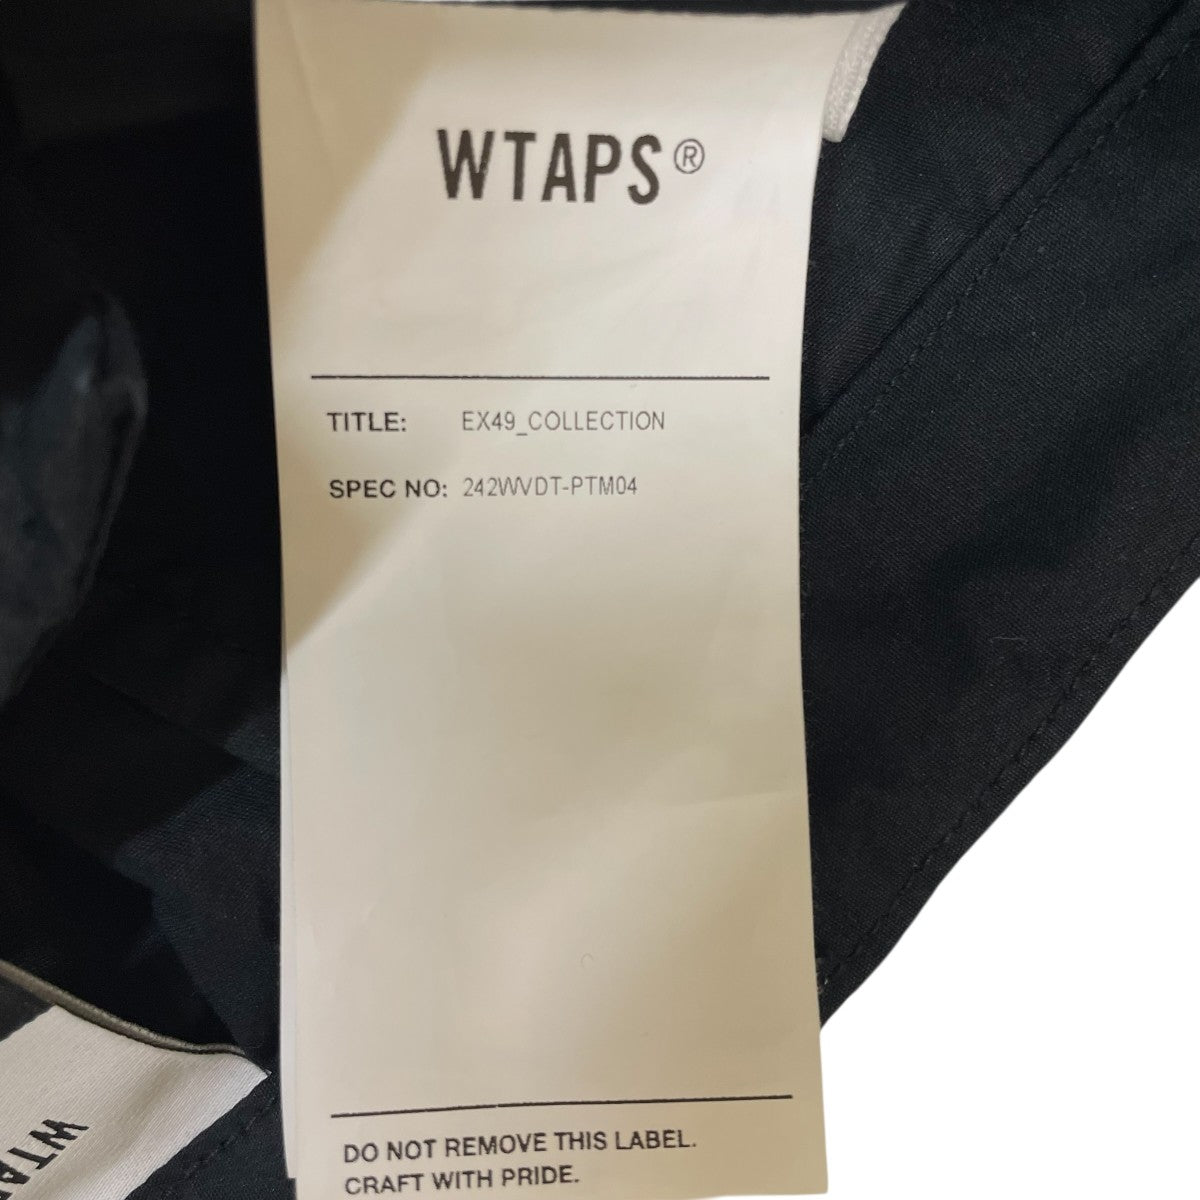 WTAPS®
TITLE: EX49_COLLECTION
SPEC NO: 242WVDT-PTM04
DO NOT REMOVE THIS LABEL.
CRAFT WITH PRIDE.